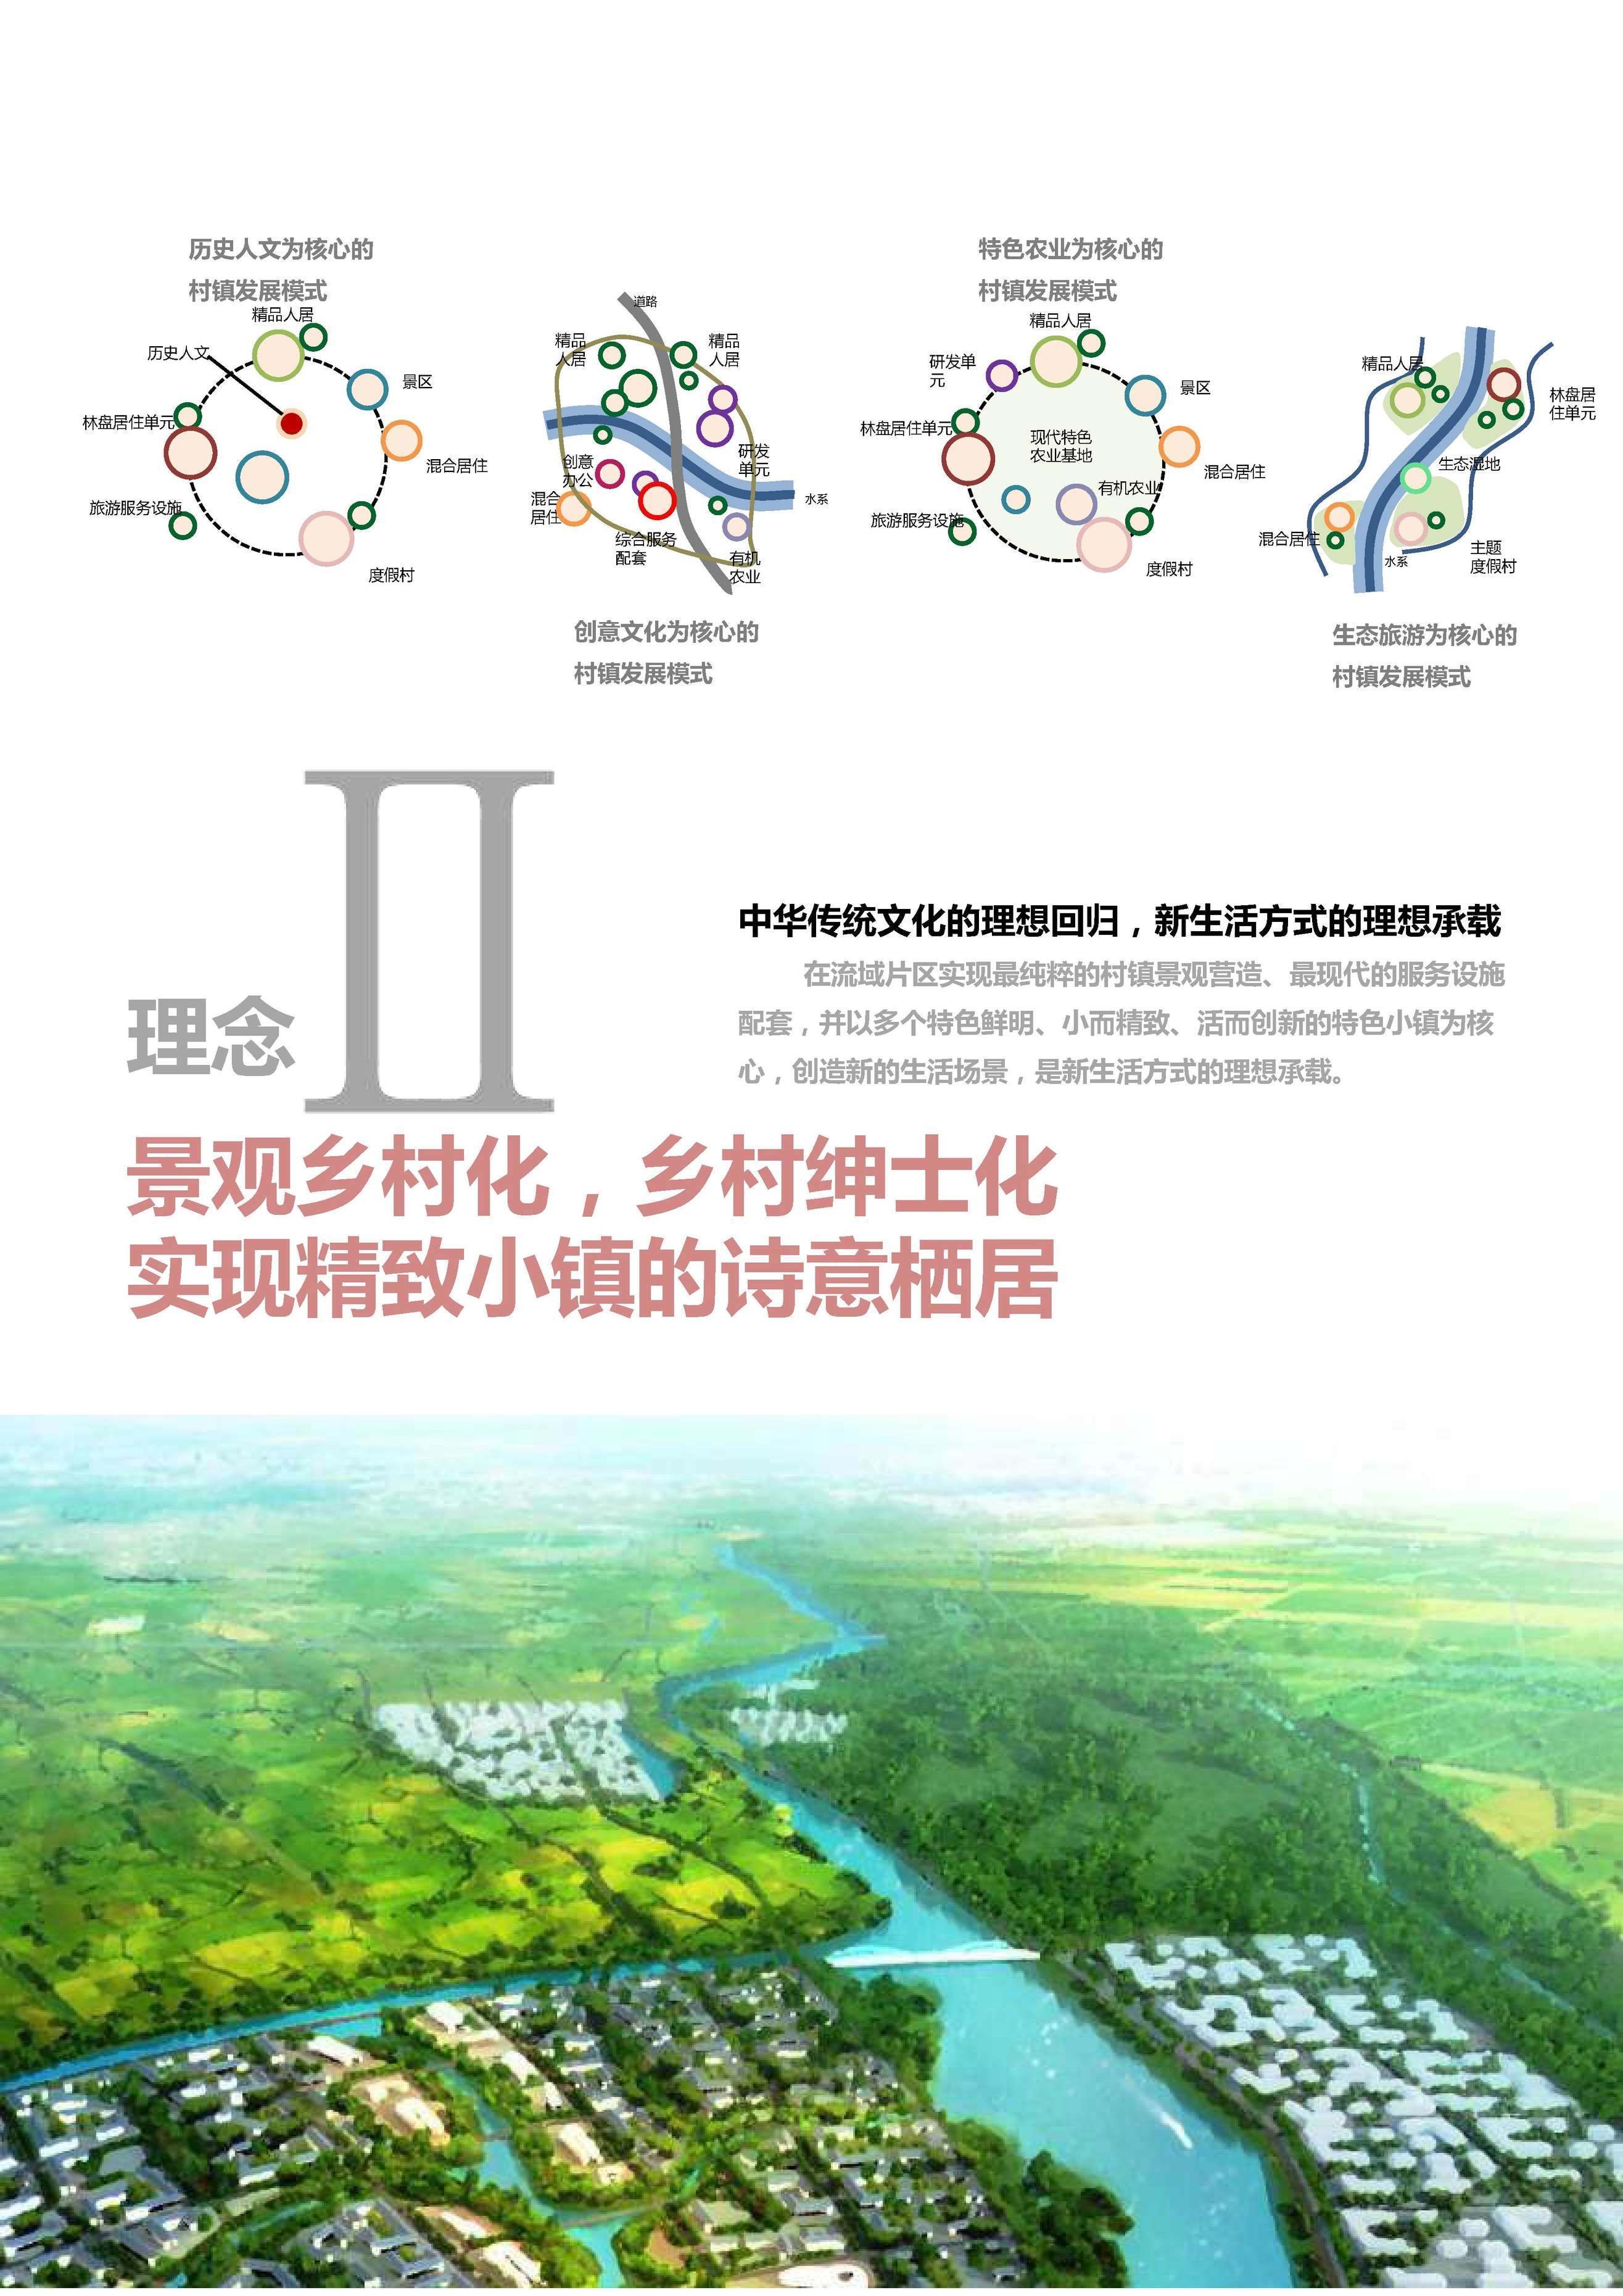 历史人文为核心的
村镇发展模式
精品人居
历史人文
景区
林盘居住单元
混合居住
旅游服务设施
度假村
道路
精品
人居
精品
人居
研发
单元
创意
办公
混合
居住
水系
综合服务
配套
有机
农业
创意文化为核心的
村镇发展模式
特色农业为核心的
村镇发展模式
精品人居
研发单
元
景区
林盘居住单元
现代特色
农业基地
混合居住
有机农业
旅游服务设施
度假村
精品人居
林盘居
住单元
生态湿地
混合居住
水系
主题
度假村
生态旅游为核心的
村镇发展模式
理念 II
中华传统文化的理想回归，新生活方式的理想承载
在流域片区实现最纯粹的村镇景观营造、最现代的服务设施
配套，并以多个特色鲜明、小而精致、活而创新的特色小镇为核
心，创造新的生活场景，是新生活方式的理想承载。
景观乡村化，乡村绅士化
实现精致小镇的诗意栖居